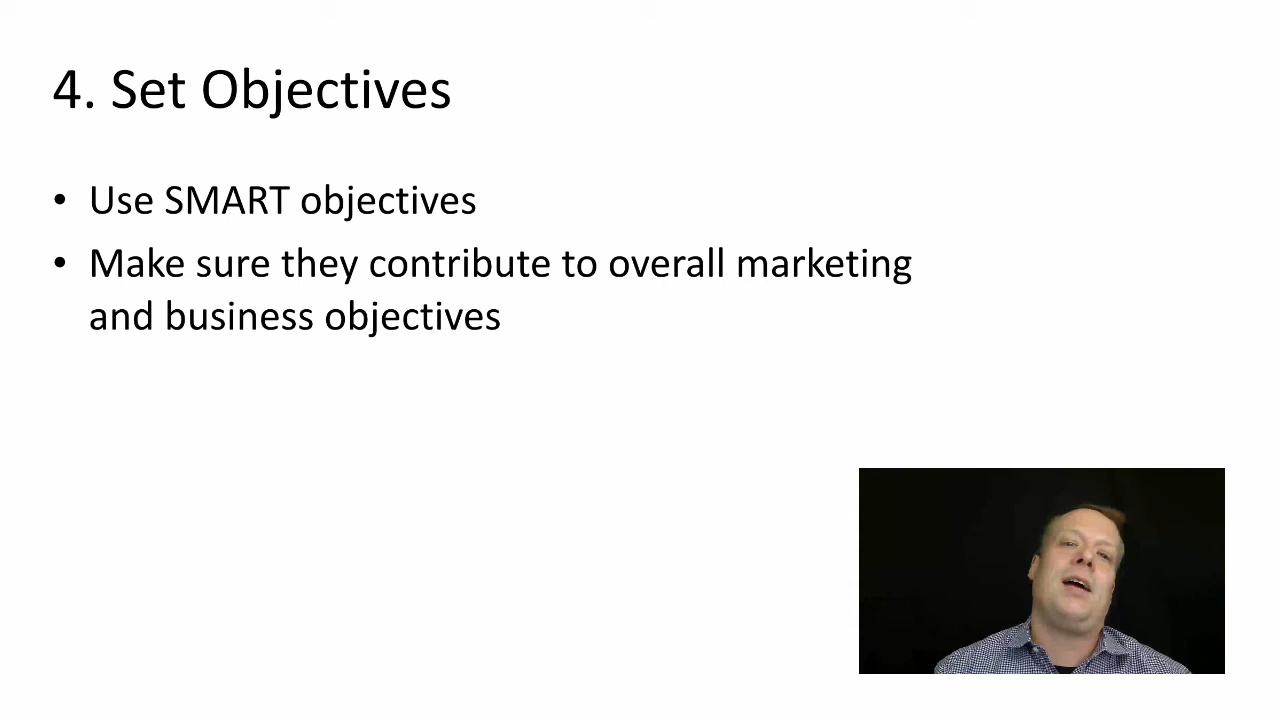 4. Set Objectives
• Use SMART objectives
• Make sure they contribute to overall marketing
and business objectives